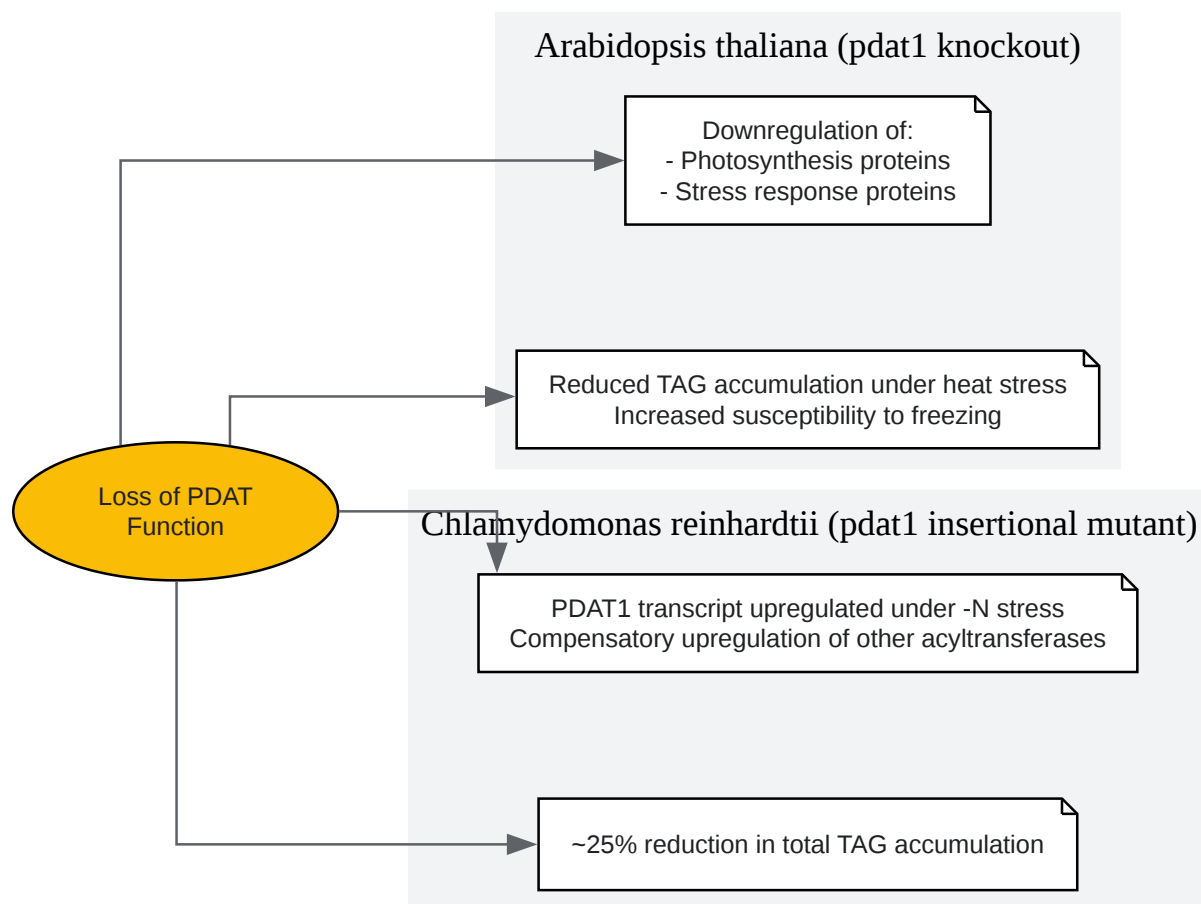 Arabidopsis thaliana (pdat1 knockout)
Downregulation of:
- Photosynthesis proteins
- Stress response proteins
Reduced TAG accumulation under heat stress
Increased susceptibility to freezing
Loss of PDAT
Function
Chlamydomonas reinhardtii (pdat1 insertional mutant)
PDAT1 transcript upregulated under -N stress
Compensatory upregulation of other acyltransferases
~25% reduction in total TAG accumulation